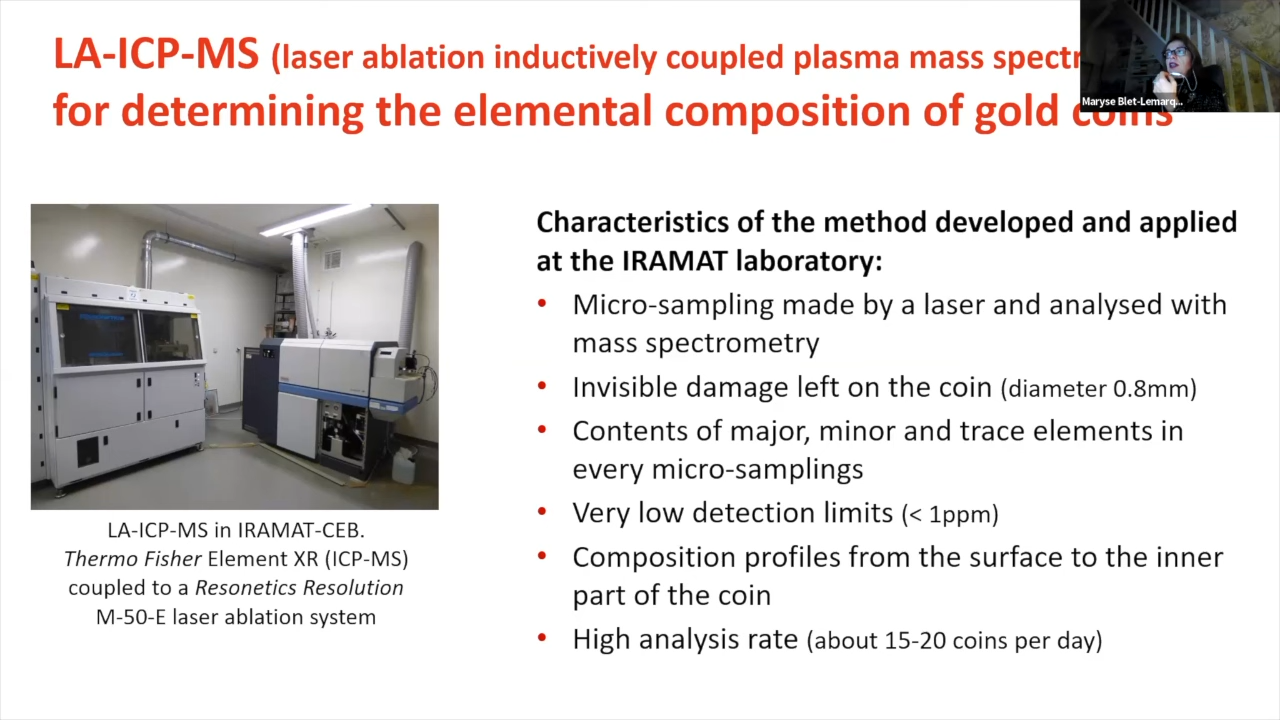 LA-ICP-MS (laser ablation inductively coupled plasma mass spectr
for determining the elemental composition of gold coins
Maryse Blet-Lemarq...
Characteristics of the method developed and applied
at the IRAMAT laboratory:
• Micro-sampling made by a laser and analysed with
mass spectrometry
• Invisible damage left on the coin (diameter 0.8mm)
• Contents of major, minor and trace elements in
every micro-samplings
• Very low detection limits (< 1ppm)
• Composition profiles from the surface to the inner
part of the coin
• High analysis rate (about 15-20 coins per day)
LA-ICP-MS in IRAMAT-CEB.
Thermo Fisher Element XR (ICP-MS)
coupled to a Resonetics Resolution
M-50-E laser ablation system